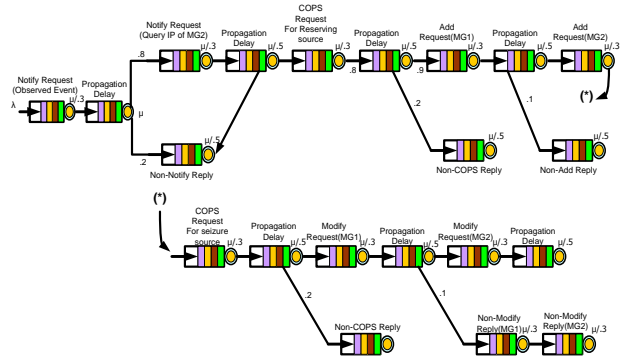 COPS
Request
For Reserving
source
Notify Request
(Query IP of MG2)
Propagation
Delay
Propagation
Delay
Add
Request(MG1)
Propagation
Delay
Add
Request(MG2)
μ/.3
μ/.5
μ/.3
μ/.5
μ/.3
μ/.5
μ/.3
.8
.8
.9
Notify Request
(Observed Event)
Propagation
Delay
λ
μ/.3
μ
(*)
.2
.1
.2
μ/.5
μ/.5
μ/.5
Non-Notify Reply
Non-COPS Reply
Non-Add Reply
(*)
COPS
Request
For seizure
source
Propagation
Delay
Modify
Request(MG1)
Propagation
Delay
Modify
Request(MG2)
Propagation
Delay
μ/.3
μ/.5
μ/.3
μ/.5
μ/.3
μ/.5
.2
.1
Non-COPS Reply
Non-Modify
Reply(MG1)
μ/.3
Non-Modify
Reply(MG2)
μ/.3